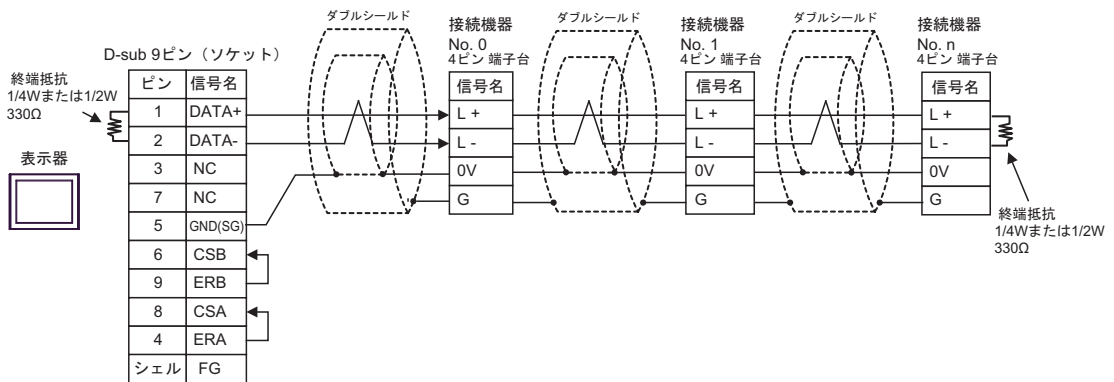 ダブルシールド
ダブルシールド
ダブルシールド
接続機器
No. 0
4ピン 端子台
接続機器
No. 1
4ピン 端子台
接続機器
No. n
4ピン 端子台
D-sub 9ピン（ソケット）
終端抵抗
1/4Wまたは1/2W
330Ω
表示器
ピン 信号名
1 DATA+
2 DATA-
3 NC
7 NC
5 GND(SG)
6 CSB
9 ERB
8 CSA
4 ERA
シェル FG
信号名
L +
L -
0V
G
信号名
L +
L -
0V
G
信号名
L +
L -
0V
G
終端抵抗
1/4Wまたは1/2W
330Ω